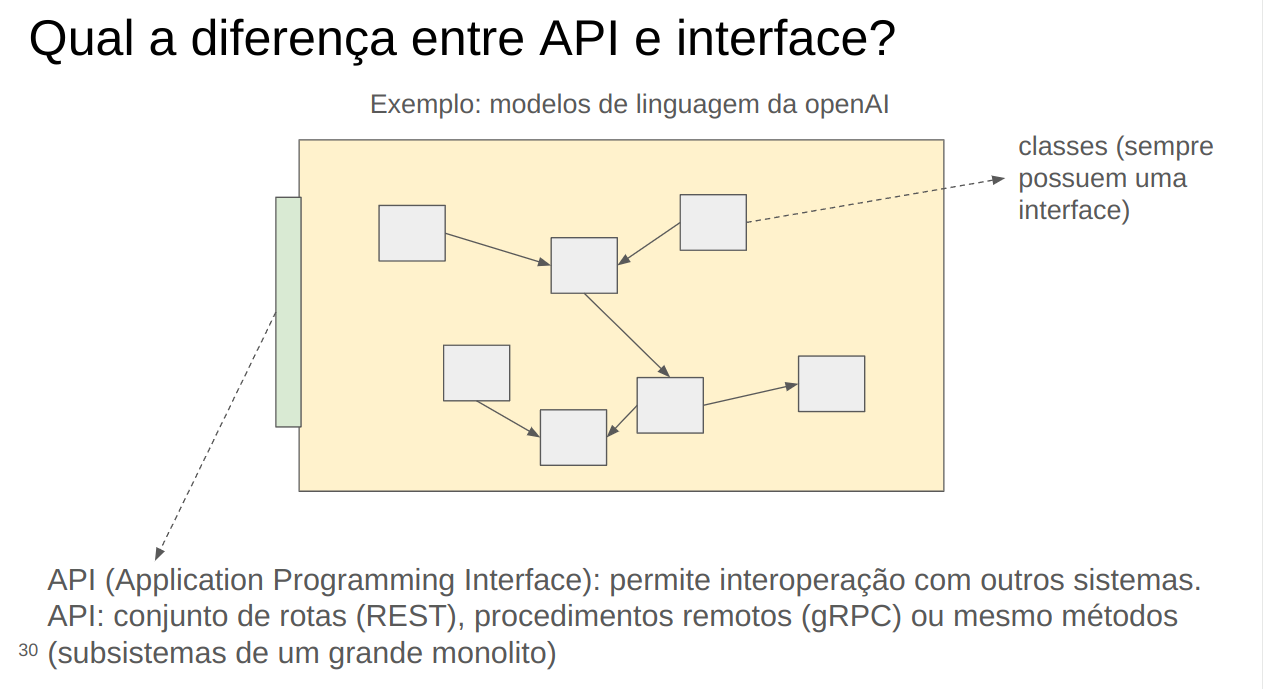 Qual a diferença entre API e interface?
Exemplo: modelos de linguagem da openAI
classes (sempre
possuem uma
interface)
API (Application Programming Interface): permite interoperação com outros sistemas.
API: conjunto de rotas (REST), procedimentos remotos (gRPC) ou mesmo métodos
30 (subsistemas de um grande monolito)